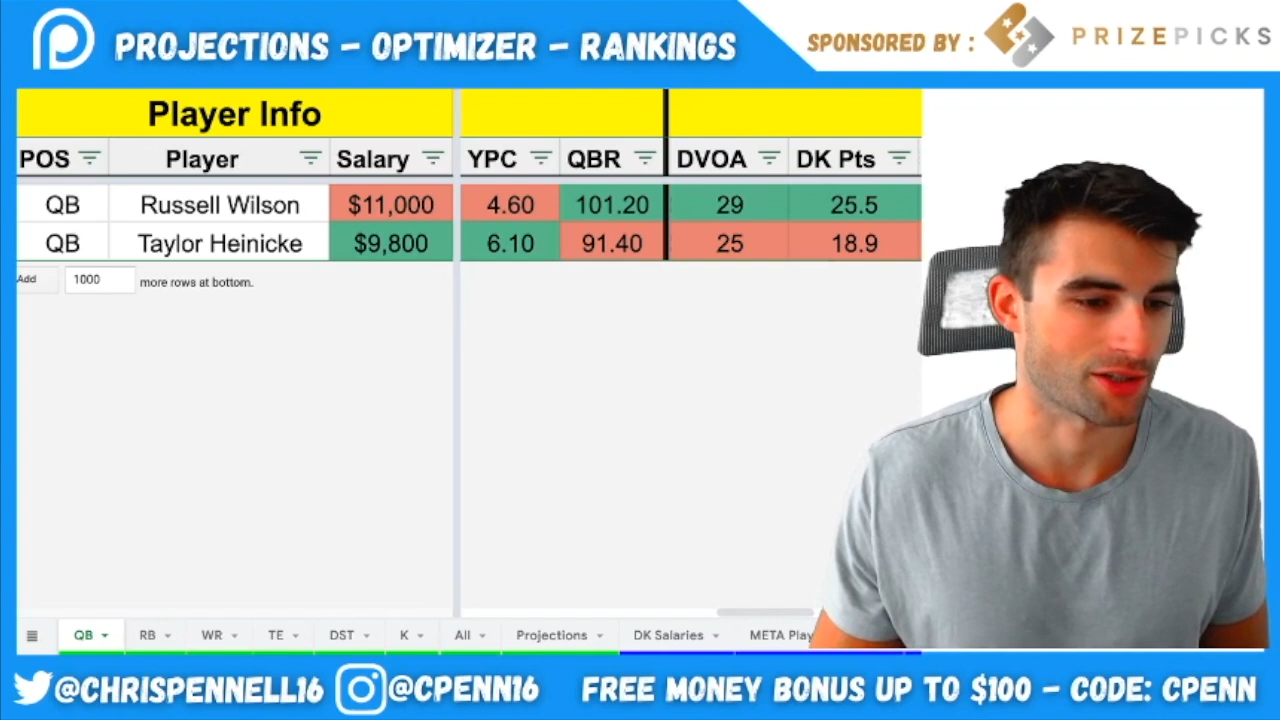 PROJECTIONS - OPTIMIZER - RANKINGS
SPONSORED BY : PRIZEPICKS
Player Info
POS Player Salary YPC QBR DVOA DK Pts
QB Russell Wilson $11,000 4.60 101.20 29 25.5
QB Taylor Heinicke $9,800 6.10 91.40 25 18.9
Add 1000 more rows at bottom.
QB RB WR TE DST K All Projections DK Salaries META Play
@CHRISPENNELL16 @CPENN16 FREE MONEY BONUS UP TO $100 - CODE: CPENN